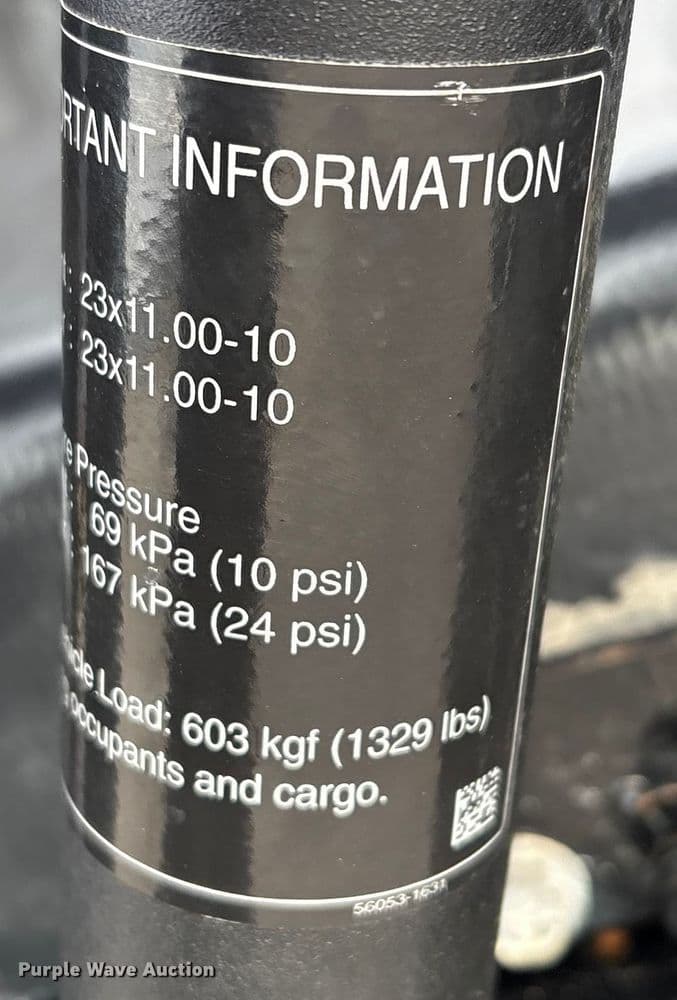 RTANT INFORMATION
: 23x11.00-10
: 23x11.00-10
e Pressure
: 69 kPa (10 psi)
: 167 kPa (24 psi)
icle Load: 603 kgf (1329 lbs)
occupants and cargo.
56053-1631
Purple Wave Auction